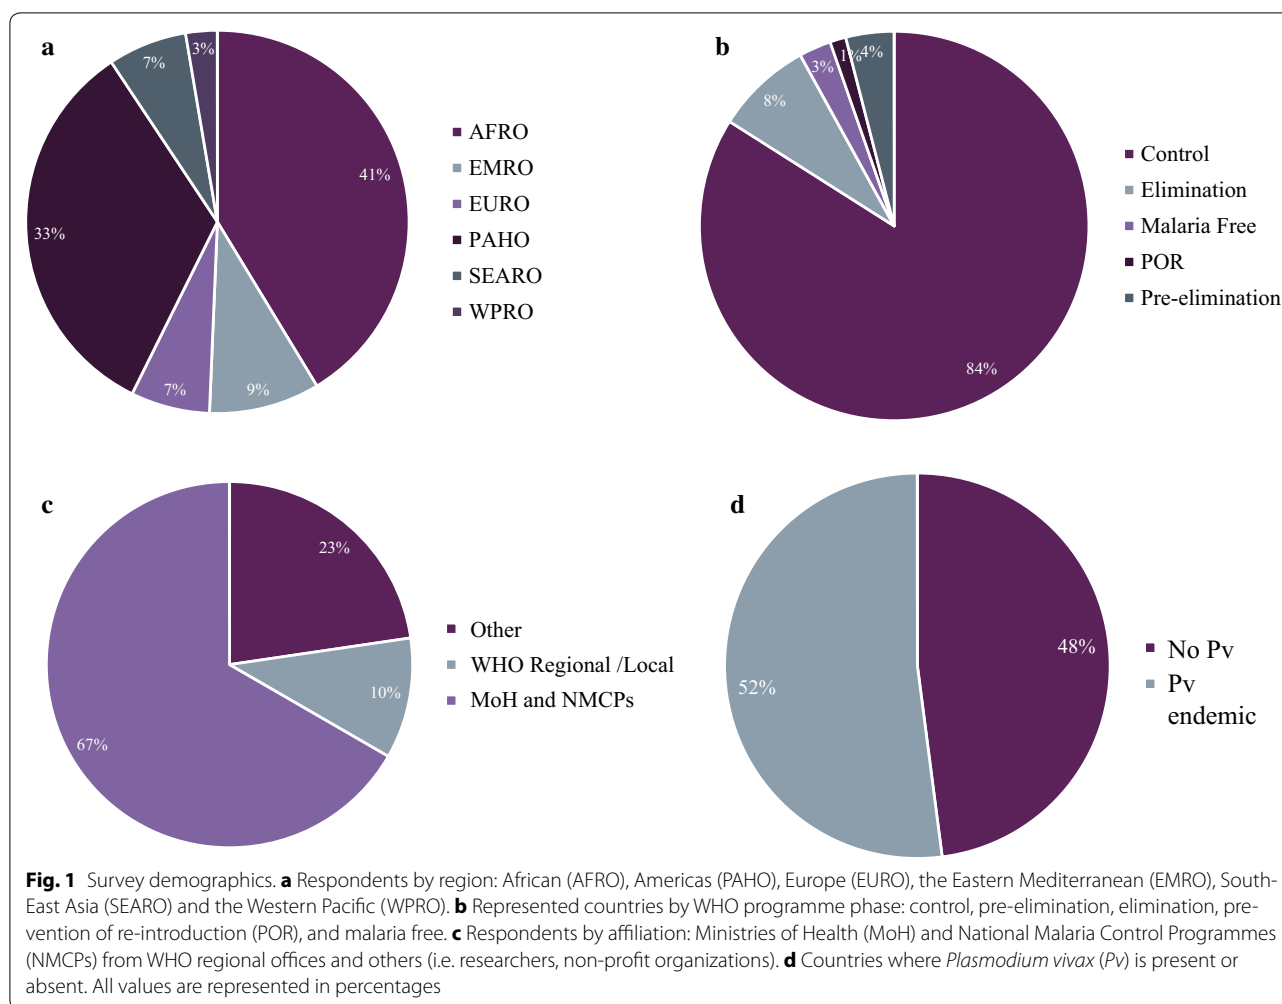 a
3%
7%
41%
33%
7%
9%
AFRO
EMRO
EURO
PAHO
SEARO
WPRO
b
1%
4%
3%
8%
84%
Control
Elimination
Malaria Free
POR
Pre-elimination
c
23%
10%
67%
Other
WHO Regional /Local
MoH and NMCPs
d
48%
52%
No Pv
Pv
endemic
Fig. 1 Survey demographics. a Respondents by region: African (AFRO), Americas (PAHO), Europe (EURO), the Eastern Mediterranean (EMRO), South-
East Asia (SEARO) and the Western Pacific (WPRO). b Represented countries by WHO programme phase: control, pre-elimination, elimination, pre-
vention of re-introduction (POR), and malaria free. c Respondents by affiliation: Ministries of Health (MoH) and National Malaria Control Programmes
(NMCPs) from WHO regional offices and others (i.e. researchers, non-profit organizations). d Countries where Plasmodium vivax (Pv) is present or
absent. All values are represented in percentages